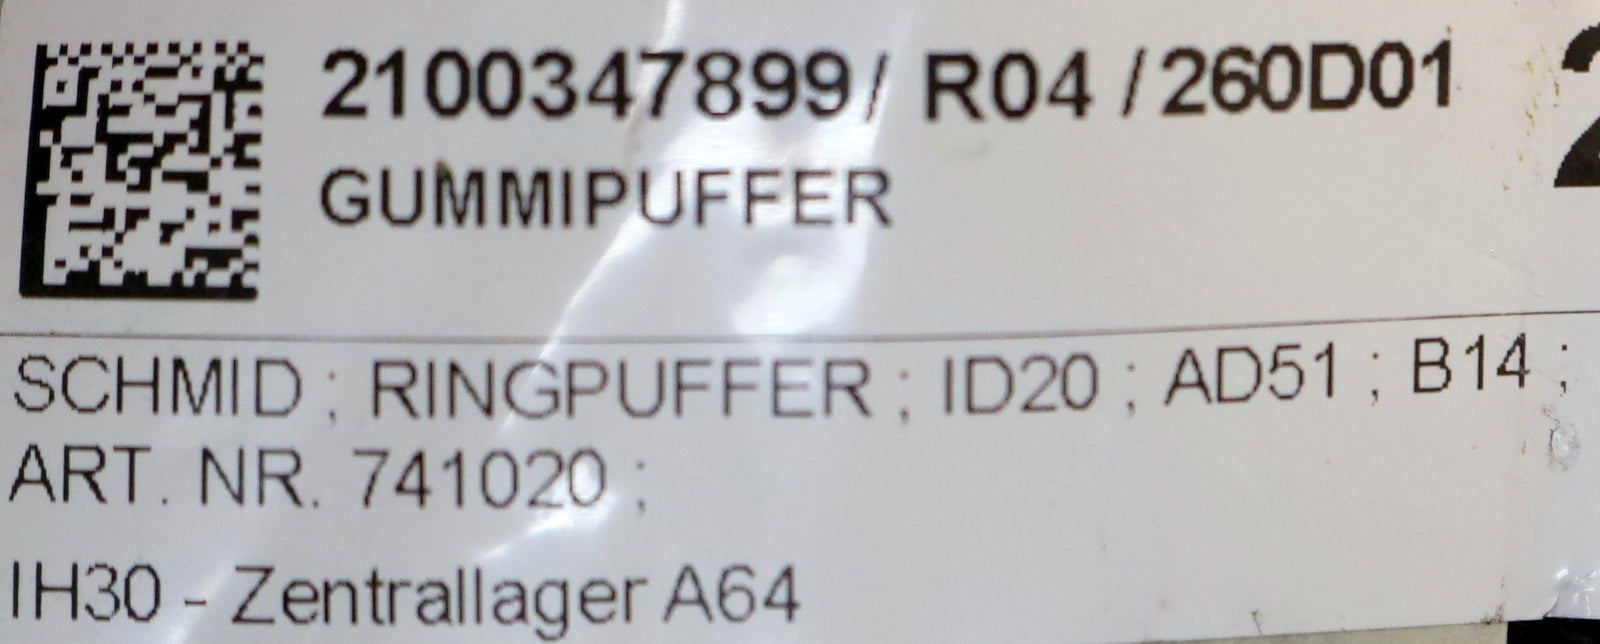 2100347899/ R04 /260D01
GUMMIPUFFER
SCHMID ; RINGPUFFER ; ID20 ; AD51 ; B14 ;
ART. NR. 741020 ;
IH30 - Zentrallager A64